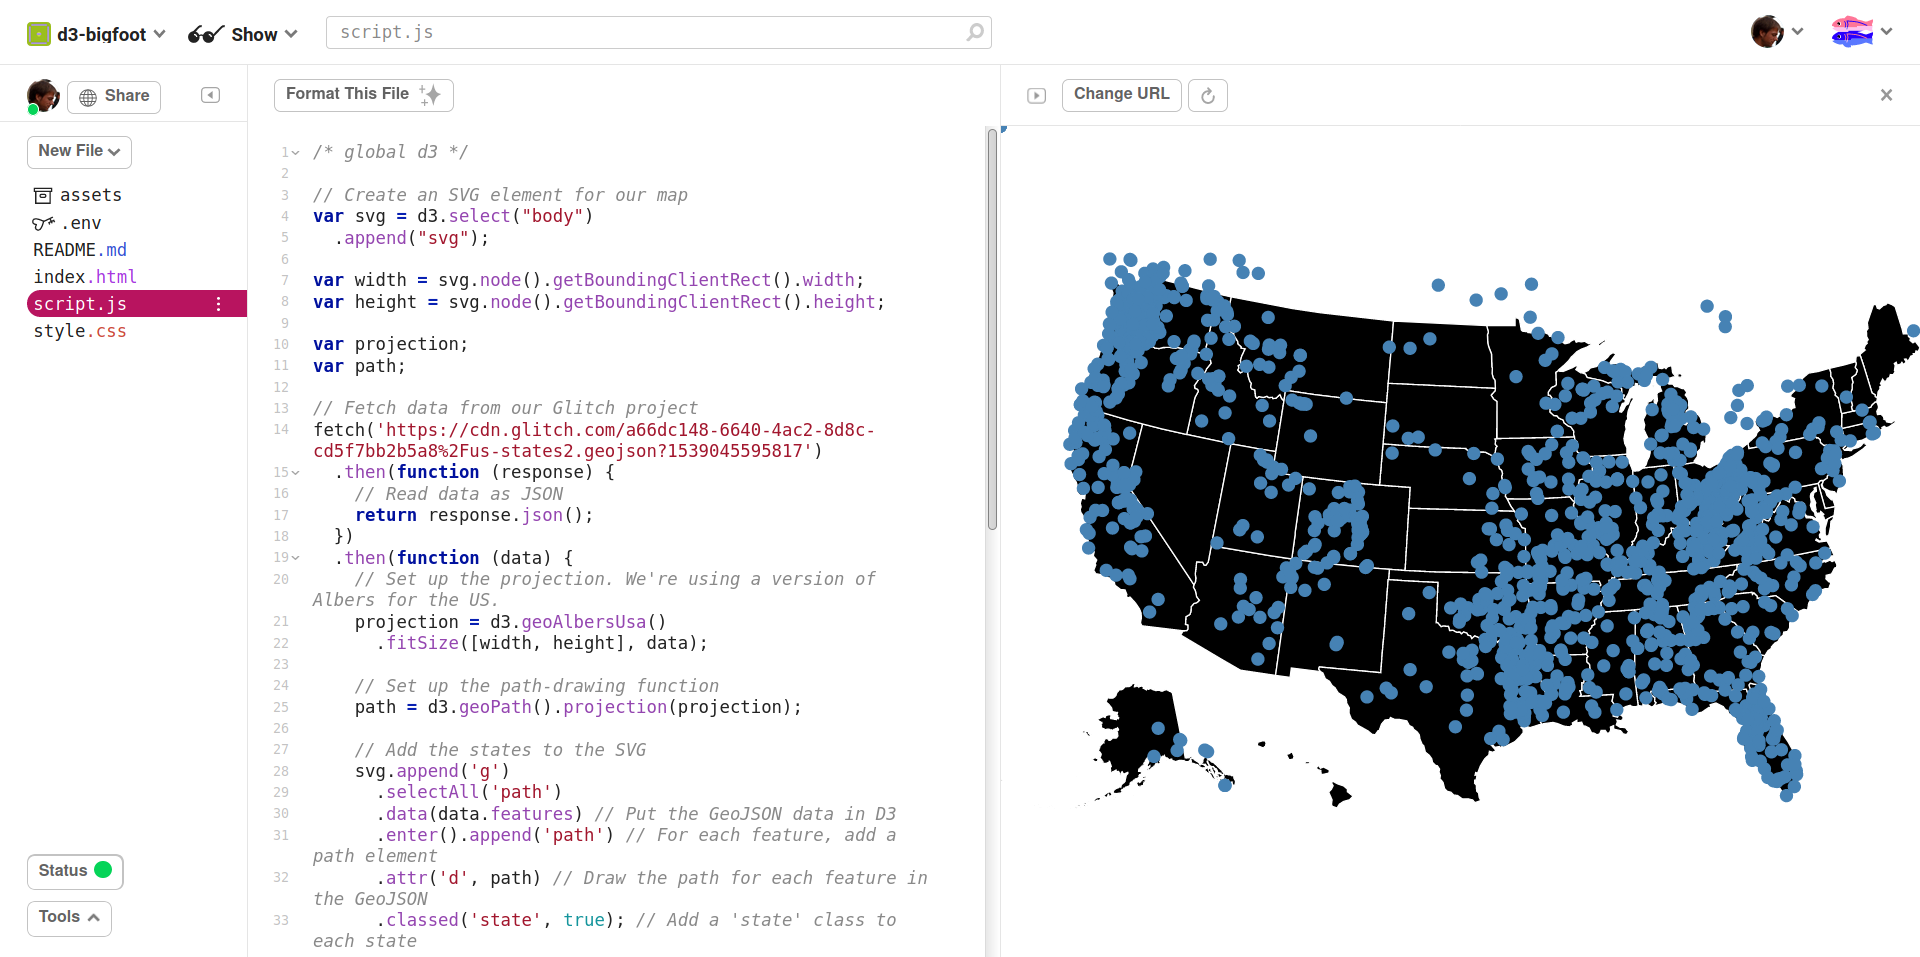 d3-bigfoot Show script.js
Share
Format This File
Change URL
New File
assets
.env
README.md
index.html
script.js
style.css
Status
Tools
1 /* global d3 */
2
3 // Create an SVG element for our map
4 var svg = d3.select("body")
5 .append("svg");
6
7 var width = svg.node().getBoundingClientRect().width;
8 var height = svg.node().getBoundingClientRect().height;
9
10 var projection;
11 var path;
12
13 // Fetch data from our Glitch project
14 fetch('https://cdn.glitch.com/a66dc148-6640-4ac2-8d8c-
cd5f7bb2b5a8%2Fus-states2.geojson?1539045595817')
15 .then(function (response) {
16 // Read data as JSON
17 return response.json();
18 })
19 .then(function (data) {
20 // Set up the projection. We're using a version of
Albers for the US.
21 projection = d3.geoAlbersUsa()
22 .fitSize([width, height], data);
23
24 // Set up the path-drawing function
25 path = d3.geoPath().projection(projection);
26
27 // Add the states to the SVG
28 svg.append('g')
29 .selectAll('path')
30 .data(data.features) // Put the GeoJSON data in D3
31 .enter().append('path') // For each feature, add a
path element
32 .attr('d', path) // Draw the path for each feature in
the GeoJSON
33 .classed('state', true); // Add a 'state' class to
each state